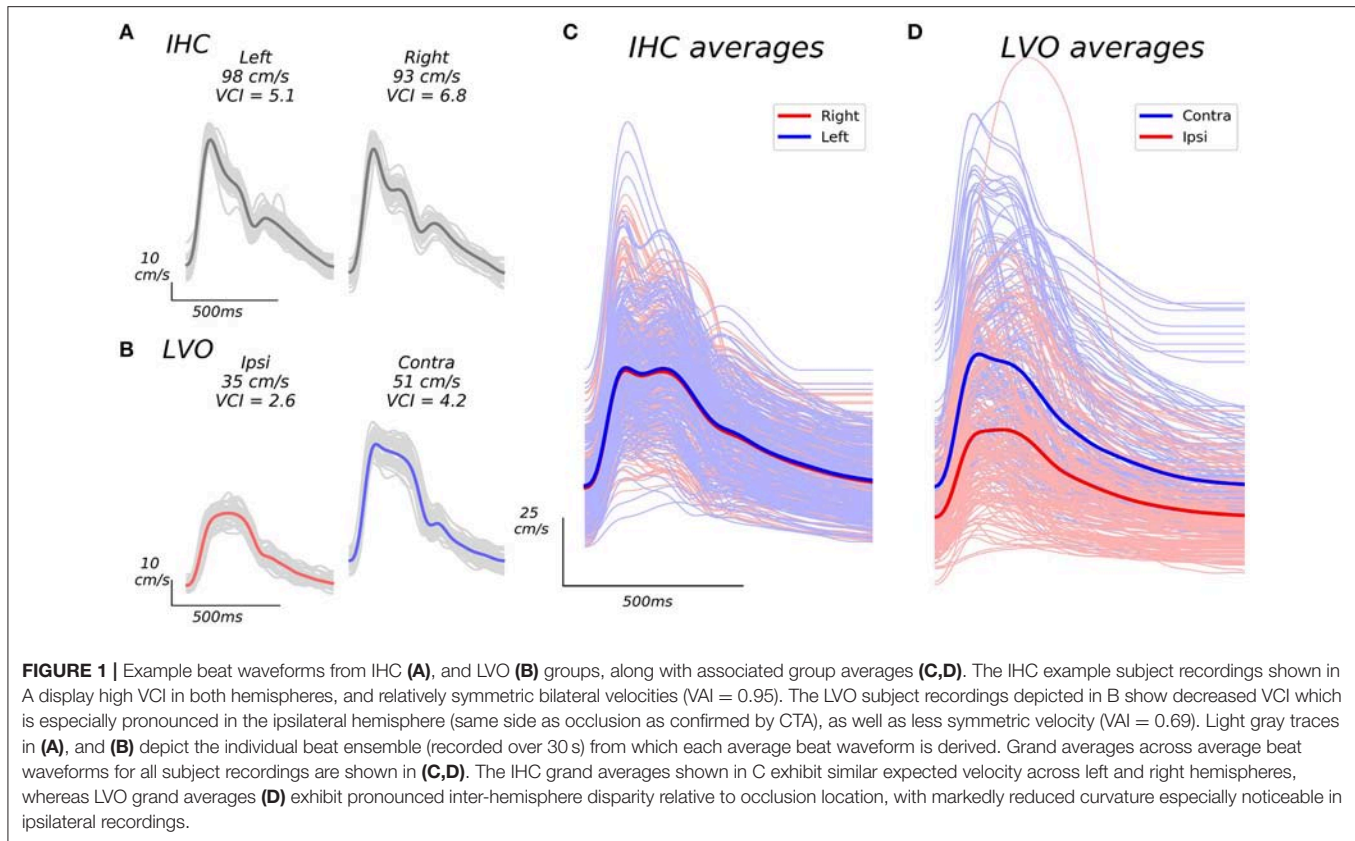 A
IHC
Left
98 cm/s
VCI = 5.1
Right
93 cm/s
VCI = 6.8
10
cm/s
500ms
B
LVO
Ipsi
35 cm/s
VCI = 2.6
Contra
51 cm/s
VCI = 4.2
10
cm/s
500ms
C
IHC averages
Right
Left
25
cm/s
500ms
D
LVO averages
Contra
Ipsi
FIGURE 1 | Example beat waveforms from IHC (A), and LVO (B) groups, along with associated group averages (C,D). The IHC example subject recordings shown in
A display high VCI in both hemispheres, and relatively symmetric bilateral velocities (VAI = 0.95). The LVO subject recordings depicted in B show decreased VCI which
is especially pronounced in the ipsilateral hemisphere (same side as occlusion as confirmed by CTA), as well as less symmetric velocity (VAI = 0.69). Light gray traces
in (A), and (B) depict the individual beat ensemble (recorded over 30 s) from which each average beat waveform is derived. Grand averages across average beat
waveforms for all subject recordings are shown in (C,D). The IHC grand averages shown in C exhibit similar expected velocity across left and right hemispheres,
whereas LVO grand averages (D) exhibit pronounced inter-hemisphere disparity relative to occlusion location, with markedly reduced curvature especially noticeable in
ipsilateral recordings.